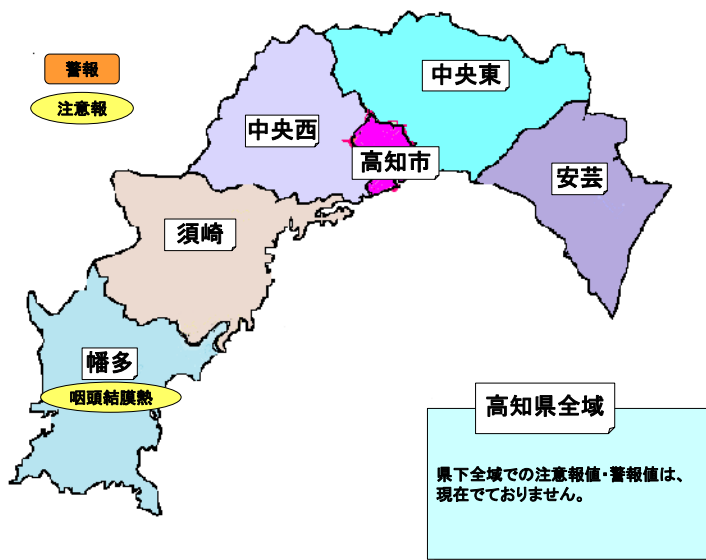 警報
注意報
中央東
中央西
高知市
安芸
須崎
幡多
咽頭結膜熱
高知県全域
県下全域での注意報値・警報値は、
現在でておりません。